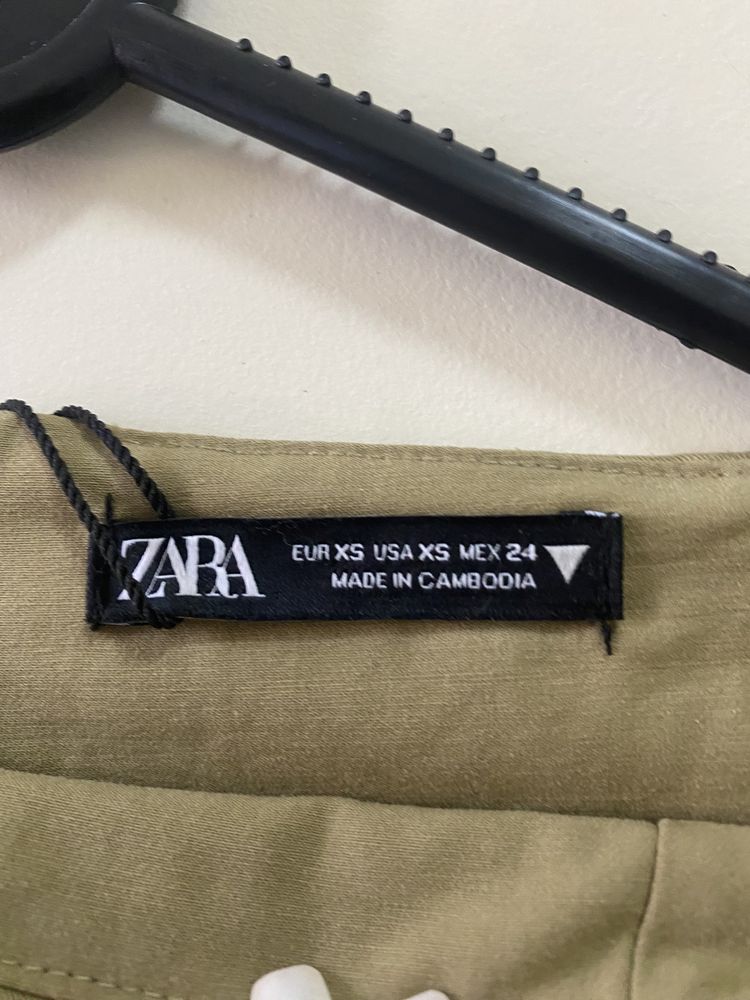 ZARA
EUR XS USA XS MEX 24
MADE IN CAMBODIA